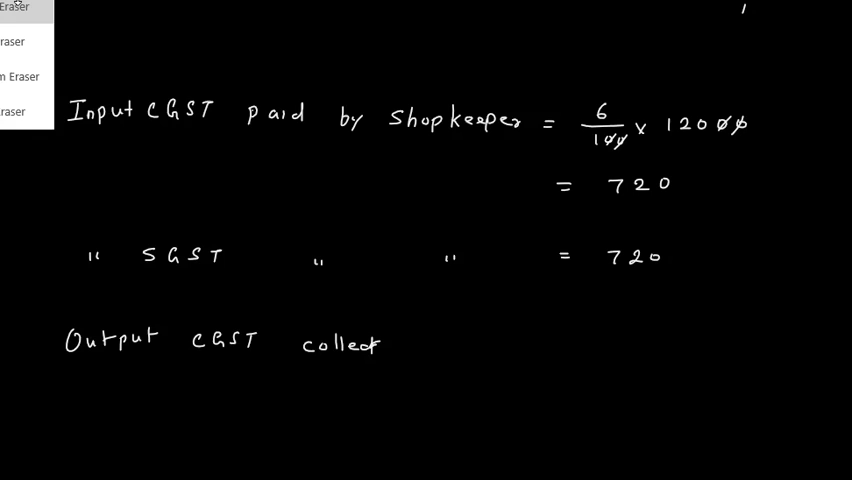 Eraser
raser
m Eraser
raser
Input CGST paid by Shopkeeper = 6/100 x 12000
= 720
" SGST " " = 720
Output CGST collect